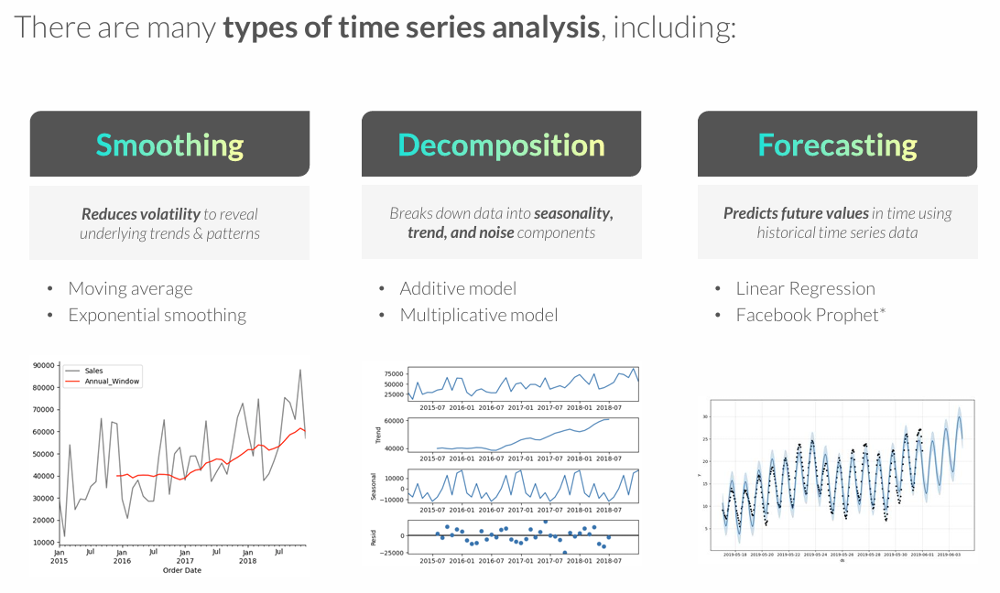 There are many types of time series analysis, including:
Smoothing
Reduces volatility to reveal
underlying trends & patterns
• Moving average
• Exponential smoothing
90000
80000
70000
60000
50000
40000
30000
20000
10000
Sales
Annual_Window
Jan Jul Jan Jul Jan Jul Jan Jul
2015 2016 2017 2018
Order Date
Decomposition
Breaks down data into seasonality,
trend, and noise components
• Additive model
• Multiplicative model
75000
50000
25000
2015-07 2016-01 2016-07 2017-01 2017-07 2018-01 2018-07
60000
Trend
40000
2015-07 2016-01 2016-07 2017-01 2017-07 2018-01 2018-07
10000
Seasonal
0
−10000
2015-07 2016-01 2016-07 2017-01 2017-07 2018-01 2018-07
Resid
0
−25000
2015-07 2016-01 2016-07 2017-01 2017-07 2018-01 2018-07
Forecasting
Predicts future values in time using
historical time series data
• Linear Regression
• Facebook Prophet*
30
25
20
y
15
10
5
2019-05-18 2019-05-20 2019-05-22 2019-05-24 2019-05-26 2019-05-28 2019-05-30 2019-06-01 2019-06-03
ds